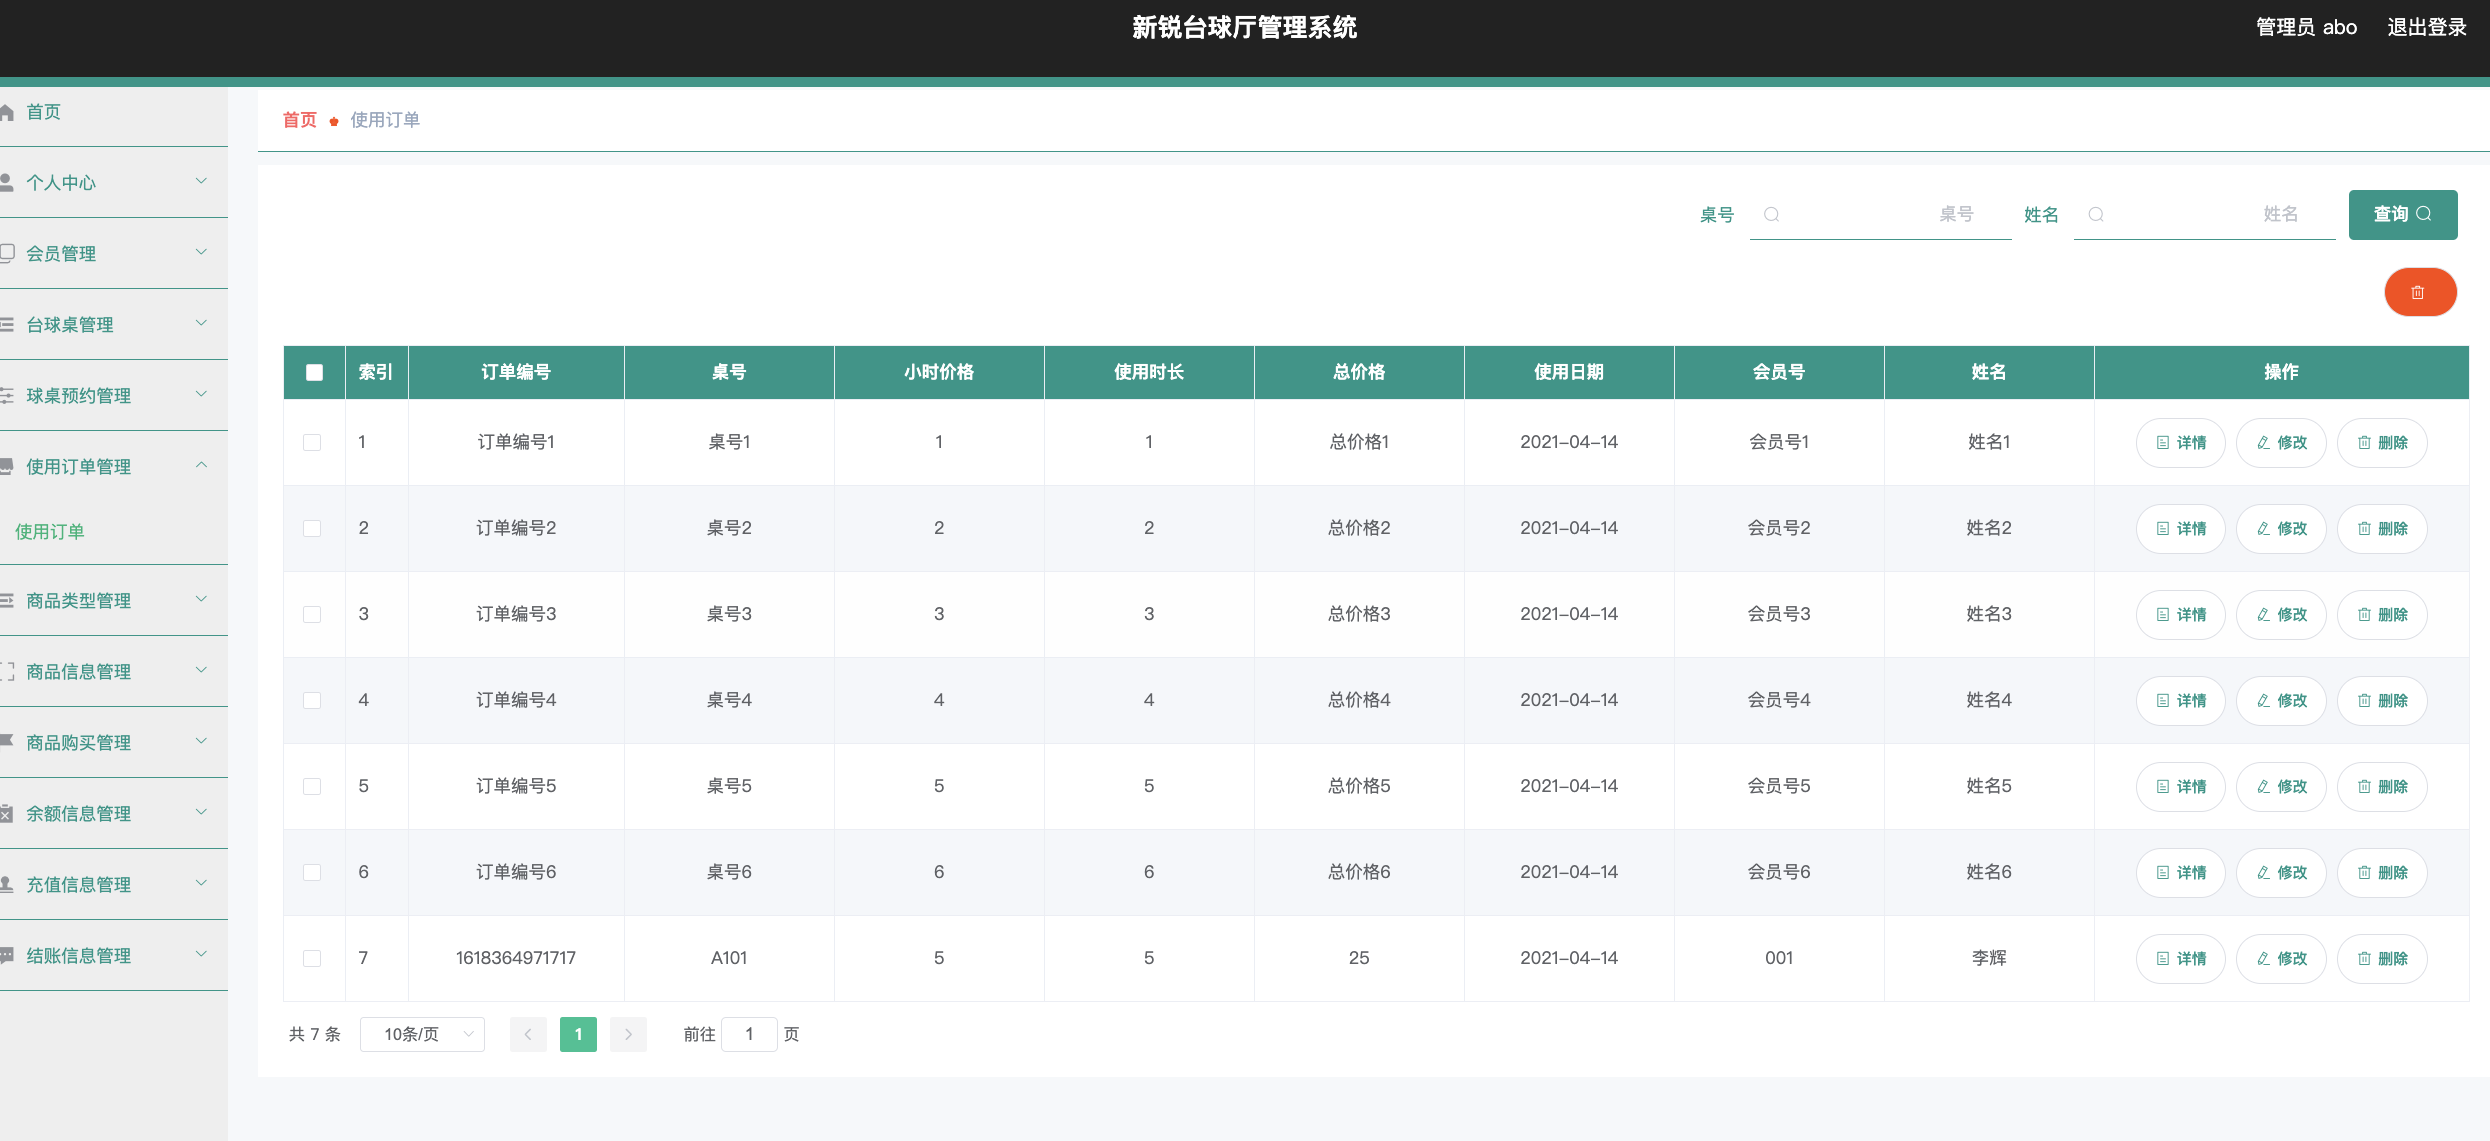 新锐台球厅管理系统
管理员 abo 退出登录
首页
个人中心
会员管理
台球桌管理
球桌预约管理
使用订单管理
使用订单
商品类型管理
商品信息管理
商品购买管理
余额信息管理
充值信息管理
结账信息管理
首页 使用订单
桌号 桌号 姓名 姓名 查询
索引 订单编号 桌号 小时价格 使用时长 总价格 使用日期 会员号 姓名 操作
1 订单编号1 桌号1 1 1 总价格1 2021-04-14 会员号1 姓名1 详情 修改 删除
2 订单编号2 桌号2 2 2 总价格2 2021-04-14 会员号2 姓名2 详情 修改 删除
3 订单编号3 桌号3 3 3 总价格3 2021-04-14 会员号3 姓名3 详情 修改 删除
4 订单编号4 桌号4 4 4 总价格4 2021-04-14 会员号4 姓名4 详情 修改 删除
5 订单编号5 桌号5 5 5 总价格5 2021-04-14 会员号5 姓名5 详情 修改 删除
6 订单编号6 桌号6 6 6 总价格6 2021-04-14 会员号6 姓名6 详情 修改 删除
7 1618364971717 A101 5 5 25 2021-04-14 001 李辉 详情 修改 删除
共 7 条 10条/页 1 前往 1 页